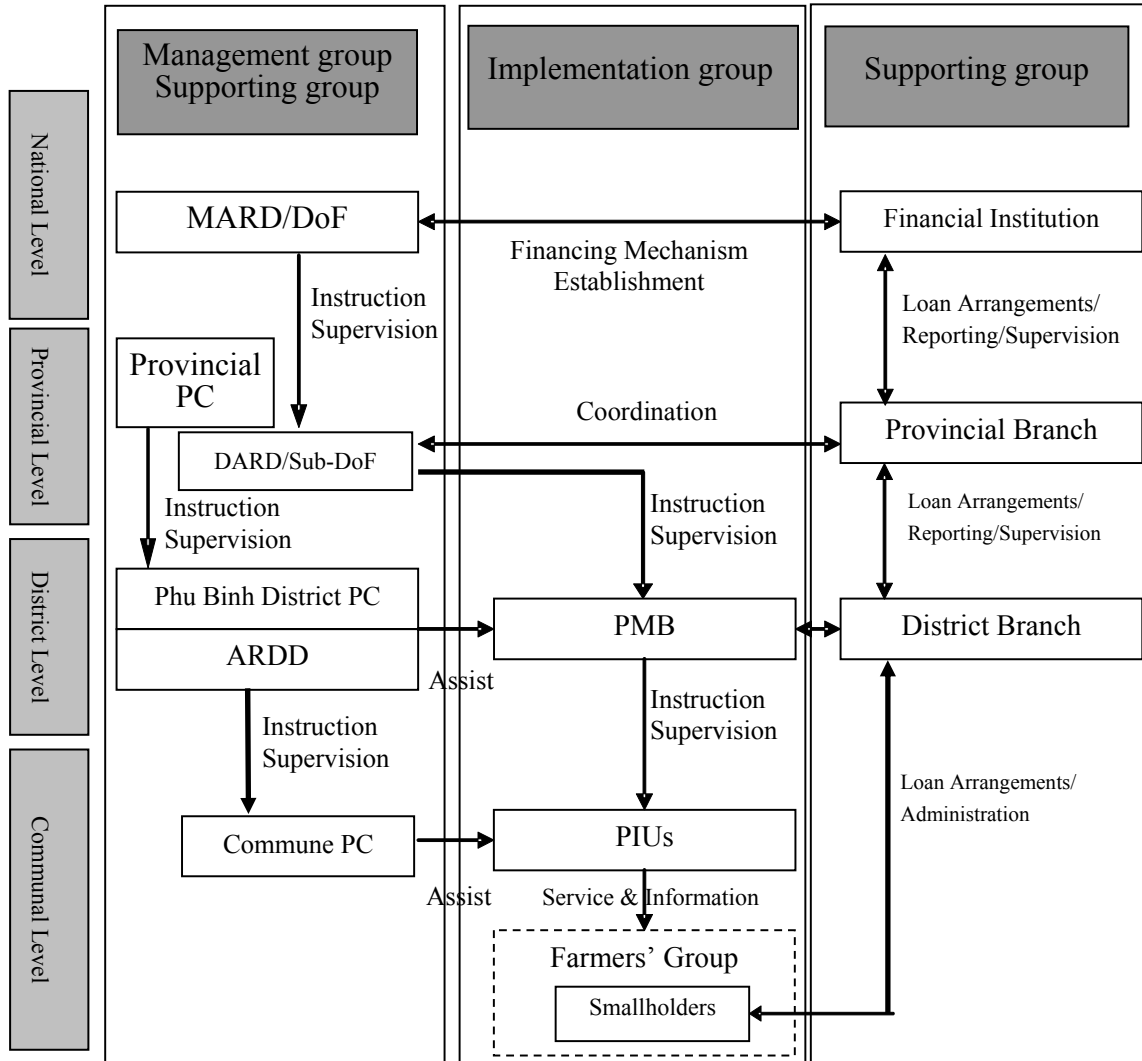 Management group
Supporting group
Implementation group
Supporting group
National Level
MARD/DoF
Financial Institution
Financing Mechanism
Establishment
Instruction
Supervision
Loan Arrangements/
Reporting/Supervision
Provincial Level
Provincial
PC
Coordination
Provincial Branch
DARD/Sub-DoF
Instruction
Supervision
Instruction
Supervision
Loan Arrangements/
Reporting/Supervision
District Level
Phu Binh District PC
ARDD
PMB
District Branch
Assist
Instruction
Supervision
Instruction
Supervision
Communal Level
Loan Arrangements/
Administration
Commune PC
PIUs
Assist
Service & Information
Farmers’ Group
Smallholders